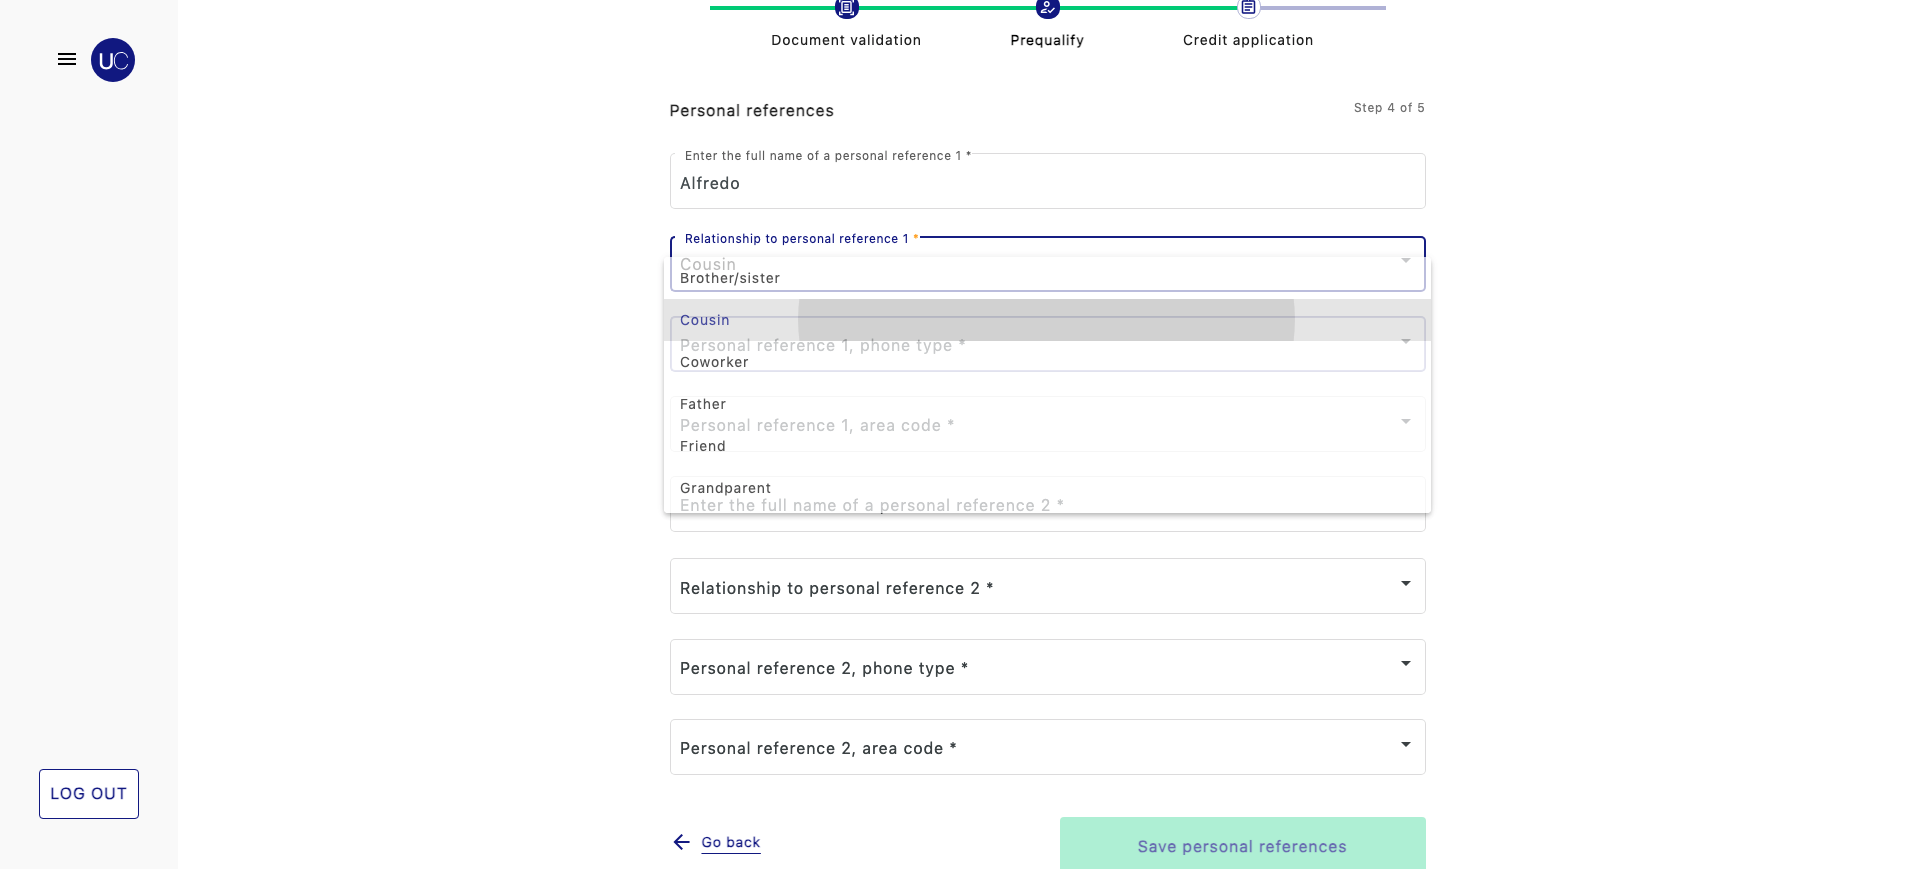 UC
Document validation
Prequalify
Credit application
Personal references
Step 4 of 5
Enter the full name of a personal reference 1 *
Alfredo
Relationship to personal reference 1 *
Cousin
Brother/sister
Cousin
Personal reference 1, phone type *
Coworker
Father
Personal reference 1, area code *
Friend
Grandparent
Enter the full name of a personal reference 2 *
Relationship to personal reference 2 *
Personal reference 2, phone type *
Personal reference 2, area code *
LOG OUT
Go back
Save personal references